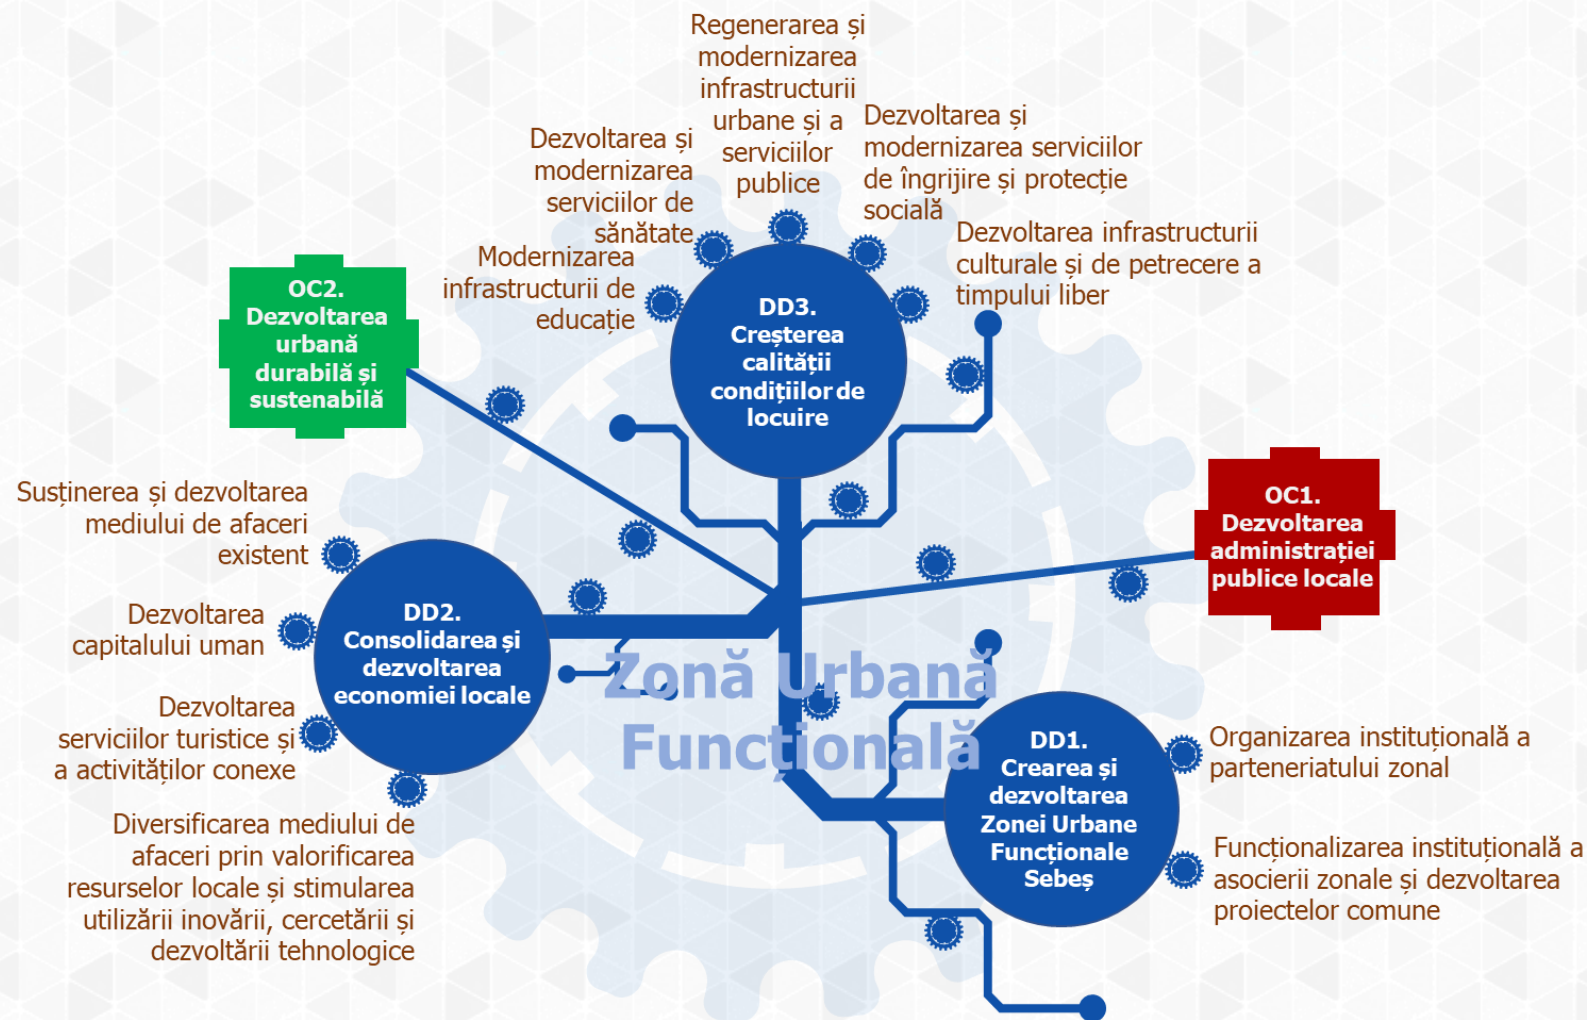 Regenerarea și
modernizarea
infrastructurii
urbane și a
serviciilor
publice
Dezvoltarea și
modernizarea
serviciilor de
sănătate
Dezvoltarea și
modernizarea serviciilor
de îngrijire și protecție
socială
Modernizarea
infrastructurii de
educație
Dezvoltarea infrastructurii
culturale și de petrecere a
timpului liber
OC2.
Dezvoltarea
urbană
durabilă și
sustenabilă
DD3.
Creșterea
calității
condițiilor de
locuire
OC1.
Dezvoltarea
administrației
publice locale
Susținerea și dezvoltarea
mediului de afaceri
existent
Dezvoltarea
capitalului uman
Dezvoltarea
serviciilor turistice și
a activităților conexe
Diversificarea mediului de
afaceri prin valorificarea
resurselor locale și stimularea
utilizării inovării, cercetării și
dezvoltării tehnologice
DD2.
Consolidarea și
dezvoltarea
economiei locale
Zonă Urbană
Funcțională
DD1.
Crearea și
dezvoltarea
Zonei Urbane
Funcționale
Sebeș
Organizarea instituțională a
parteneriatului zonal
Funcționalizarea instituțională a
asocierii zonale și dezvoltarea
proiectelor comune